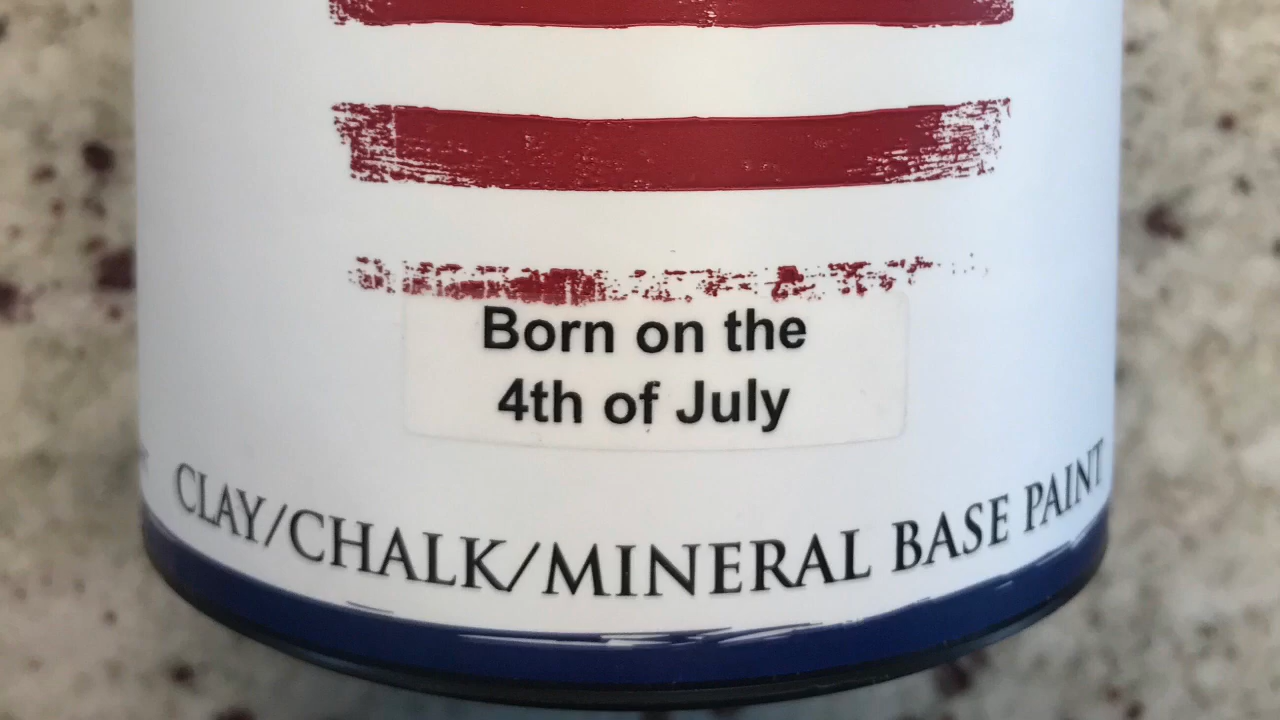 Born on the
4th of July
CLAY/CHALK/MINERAL BASE PAINT